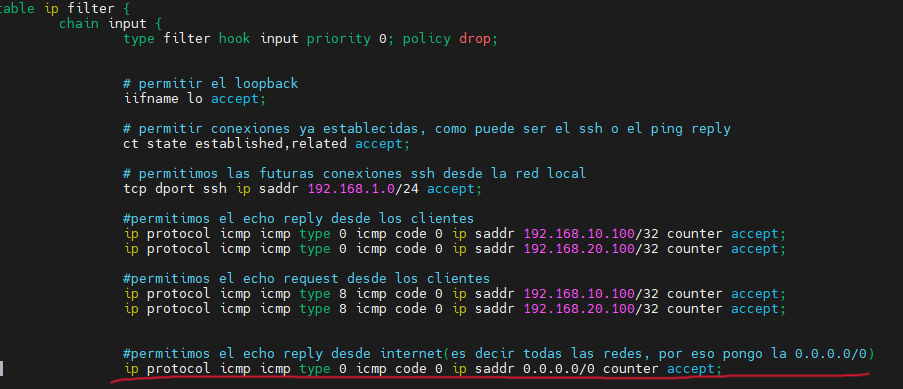 table ip filter {
chain input {
type filter hook input priority 0; policy drop;
# permitir el loopback
iifname lo accept;
# permitir conexiones ya establecidas, como puede ser el ssh o el ping reply
ct state established,related accept;
# permitimos las futuras conexiones ssh desde la red local
tcp dport ssh ip saddr 192.168.1.0/24 accept;
#permitimos el echo reply desde los clientes
ip protocol icmp icmp type 0 icmp code 0 ip saddr 192.168.10.100/32 counter accept;
ip protocol icmp icmp type 0 icmp code 0 ip saddr 192.168.20.100/32 counter accept;
#permitimos el echo request desde los clientes
ip protocol icmp icmp type 8 icmp code 0 ip saddr 192.168.10.100/32 counter accept;
ip protocol icmp icmp type 8 icmp code 0 ip saddr 192.168.20.100/32 counter accept;
#permitimos el echo reply desde internet(es decir todas las redes, por eso pongo la 0.0.0.0/0)
ip protocol icmp icmp type 0 icmp code 0 ip saddr 0.0.0.0/0 counter accept;